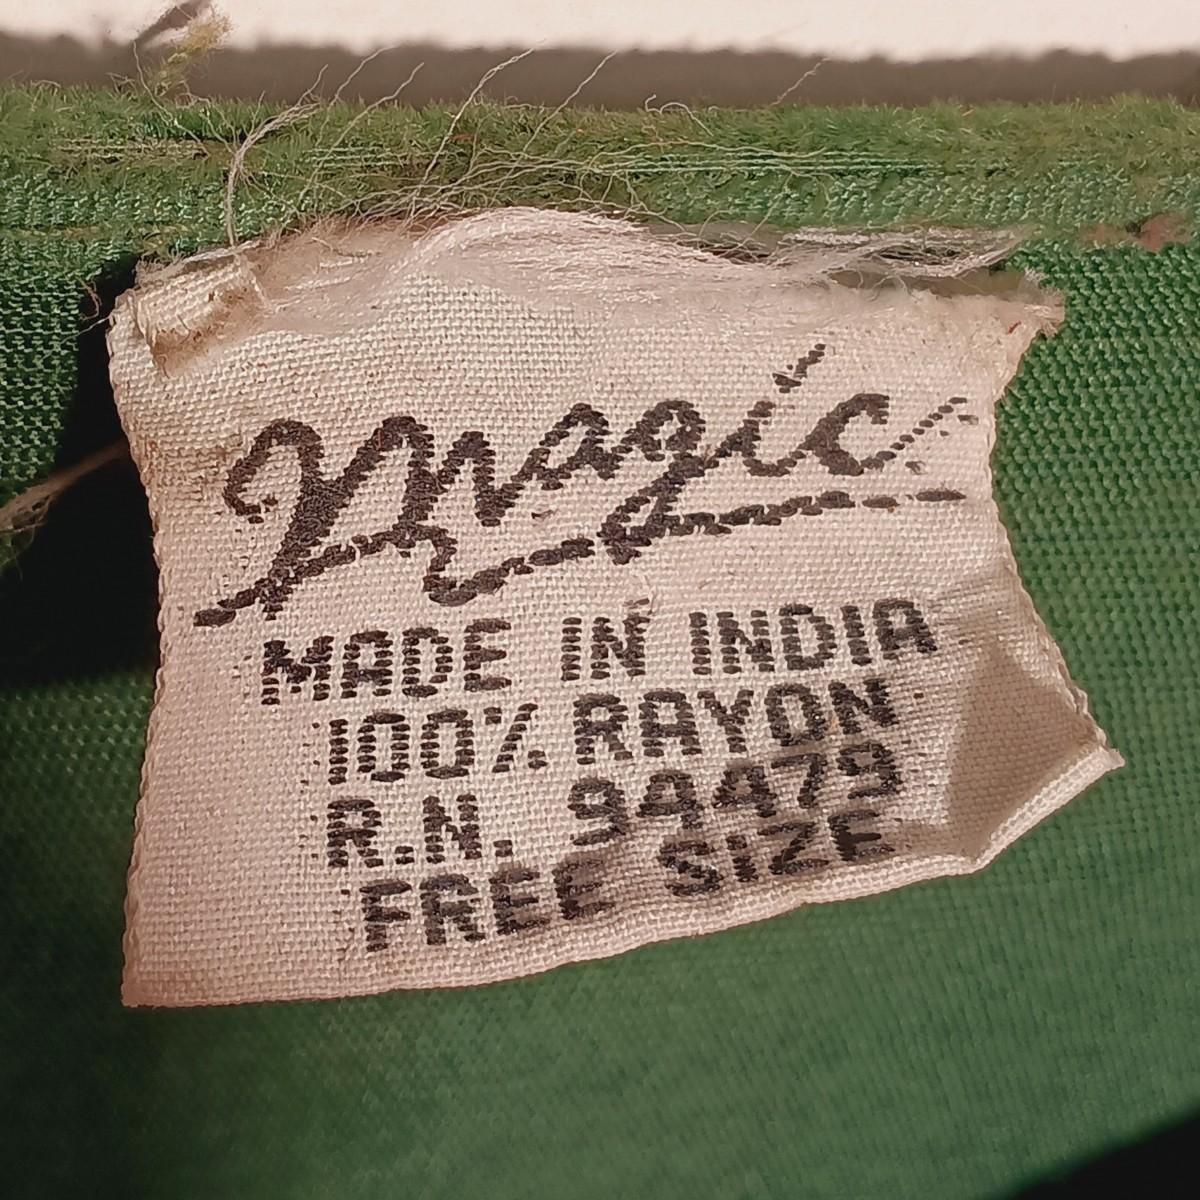 Magic
MADE IN INDIA
100% RAYON
R.N. 94479
FREE SIZE